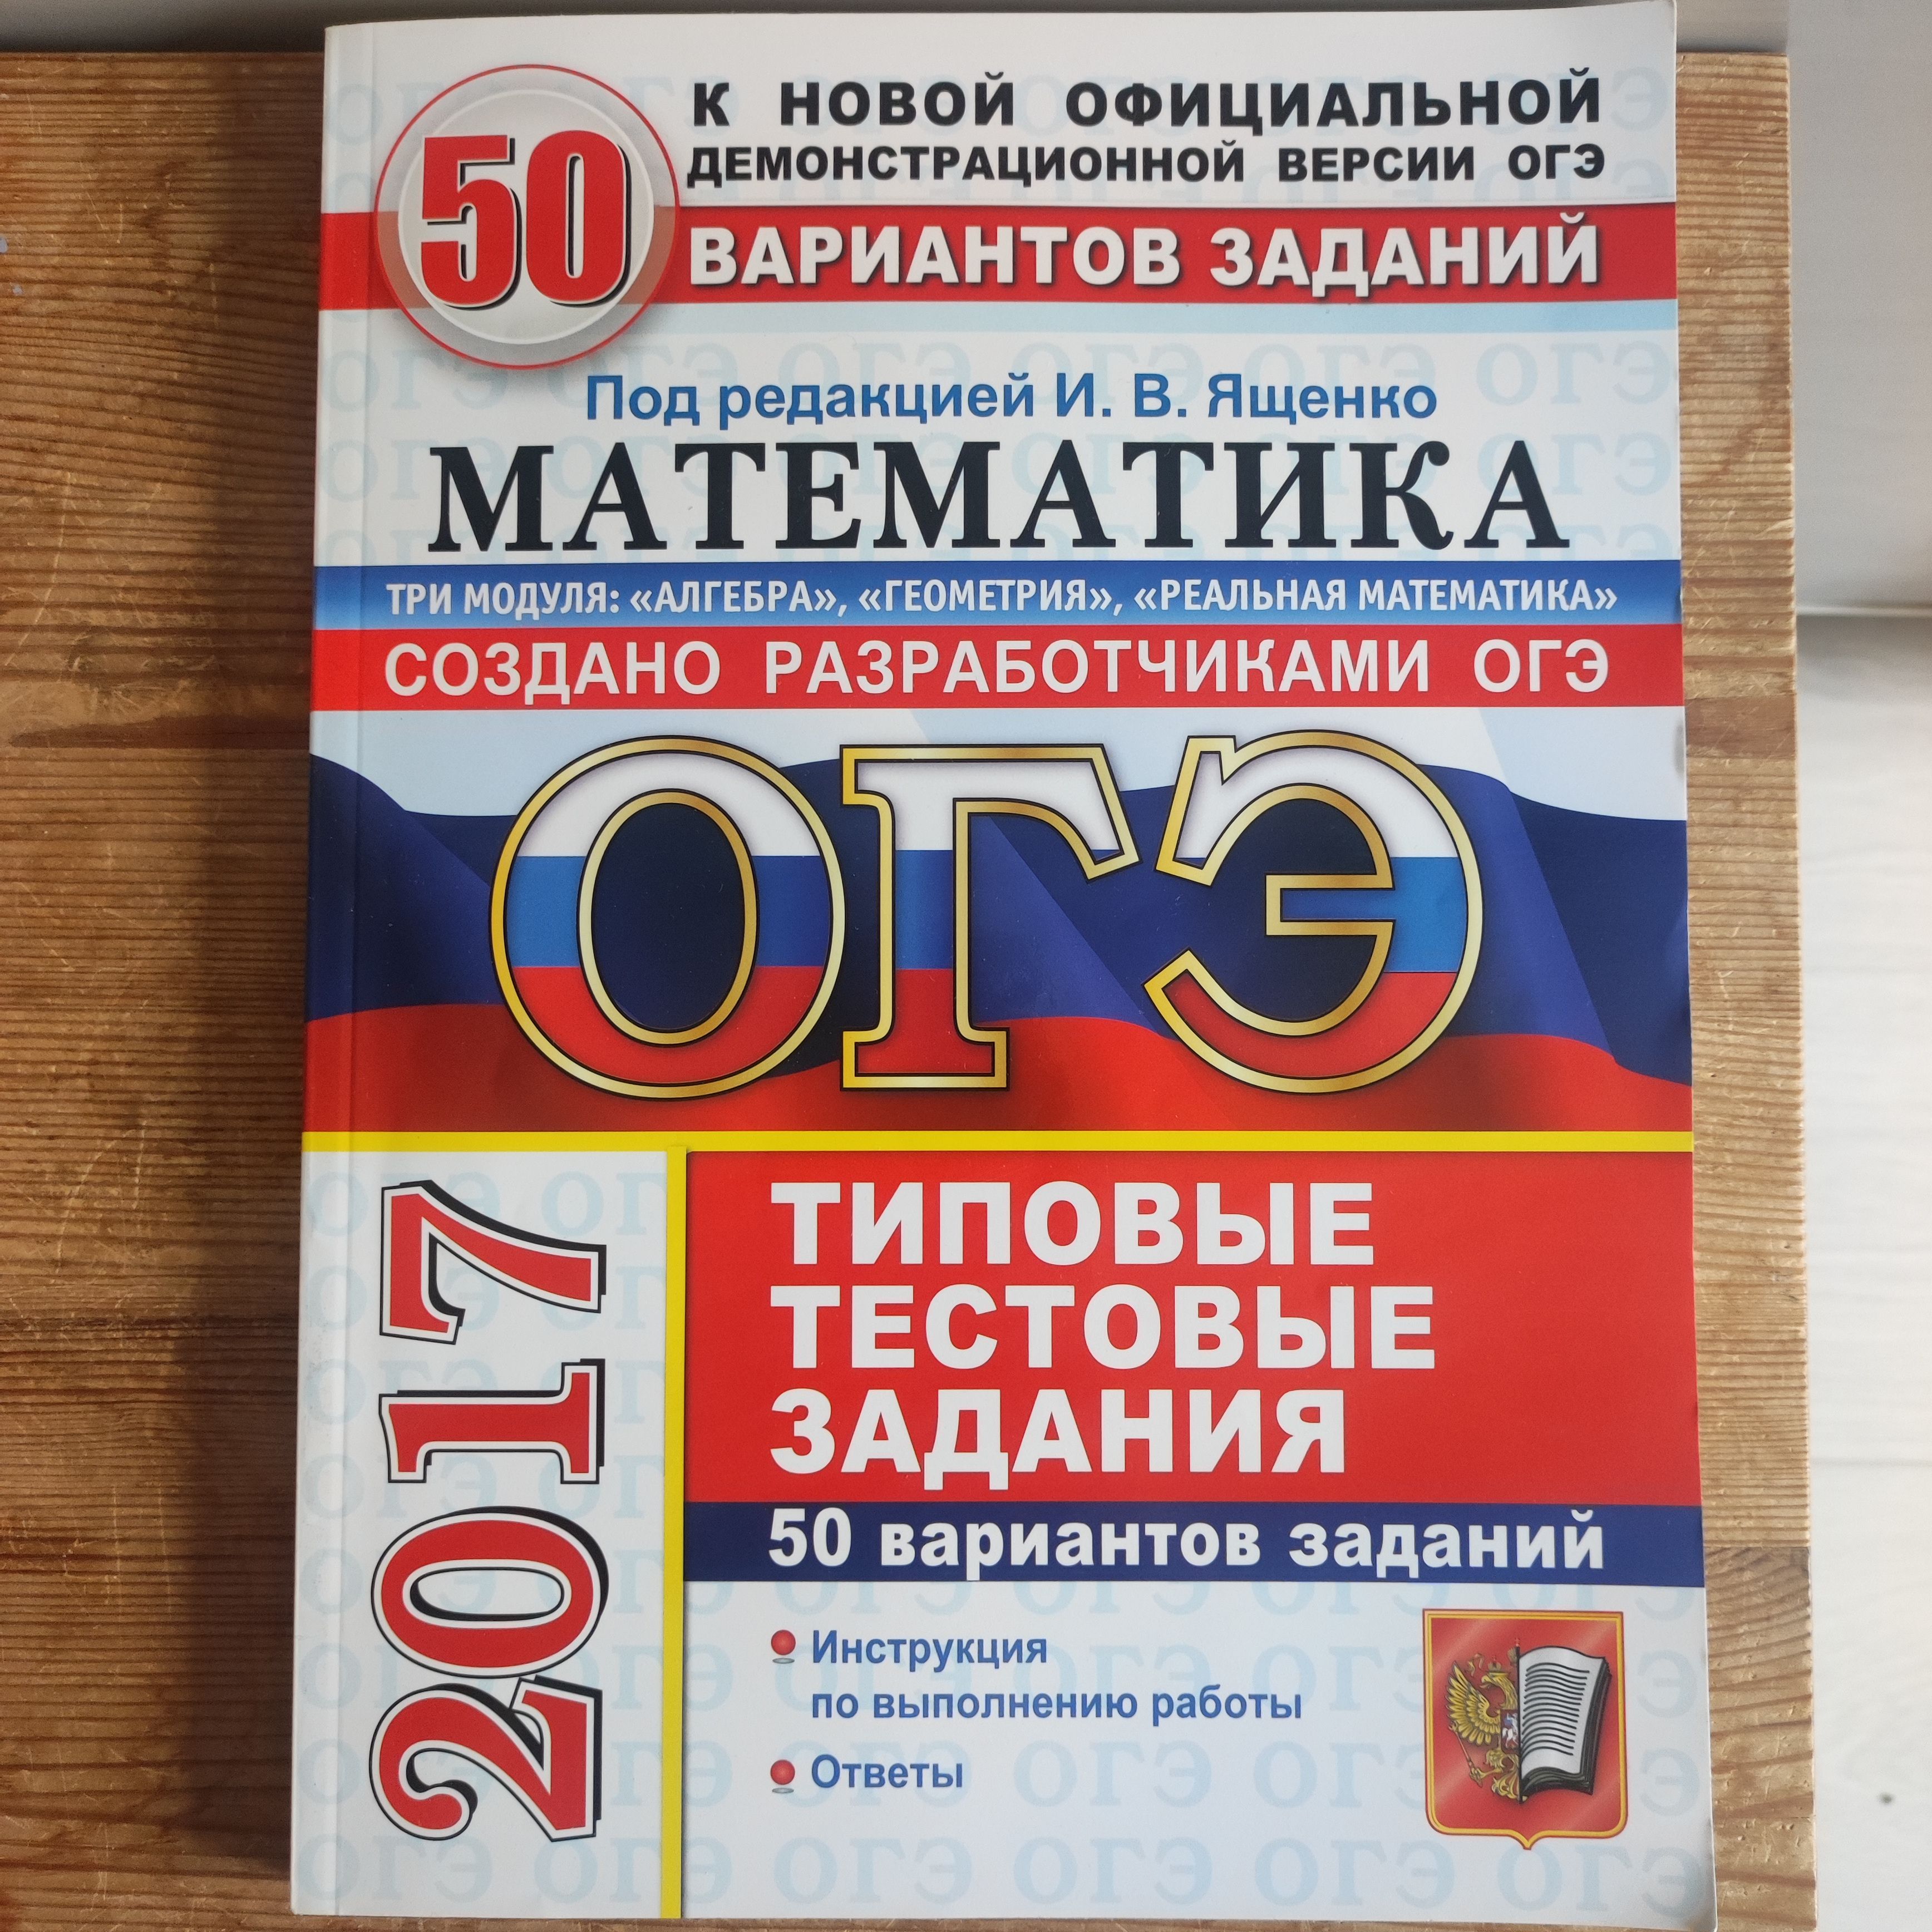 50
К НОВОЙ ОФИЦИАЛЬНОЙ
ДЕМОНСТРАЦИОННОЙ ВЕРСИИ ОГЭ
ВАРИАНТОВ ЗАДАНИЙ
Под редакцией И. В. Ященко
МАТЕМАТИКА
ТРИ МОДУЛЯ: «АЛГЕБРА», «ГЕОМЕТРИЯ», «РЕАЛЬНАЯ МАТЕМАТИКА»
СОЗДАНО РАЗРАБОТЧИКАМИ ОГЭ
ОГЭ
2017
ТИПОВЫЕ
ТЕСТОВЫЕ
ЗАДАНИЯ
50 вариантов заданий
Инструкция
по выполнению работы
Ответы